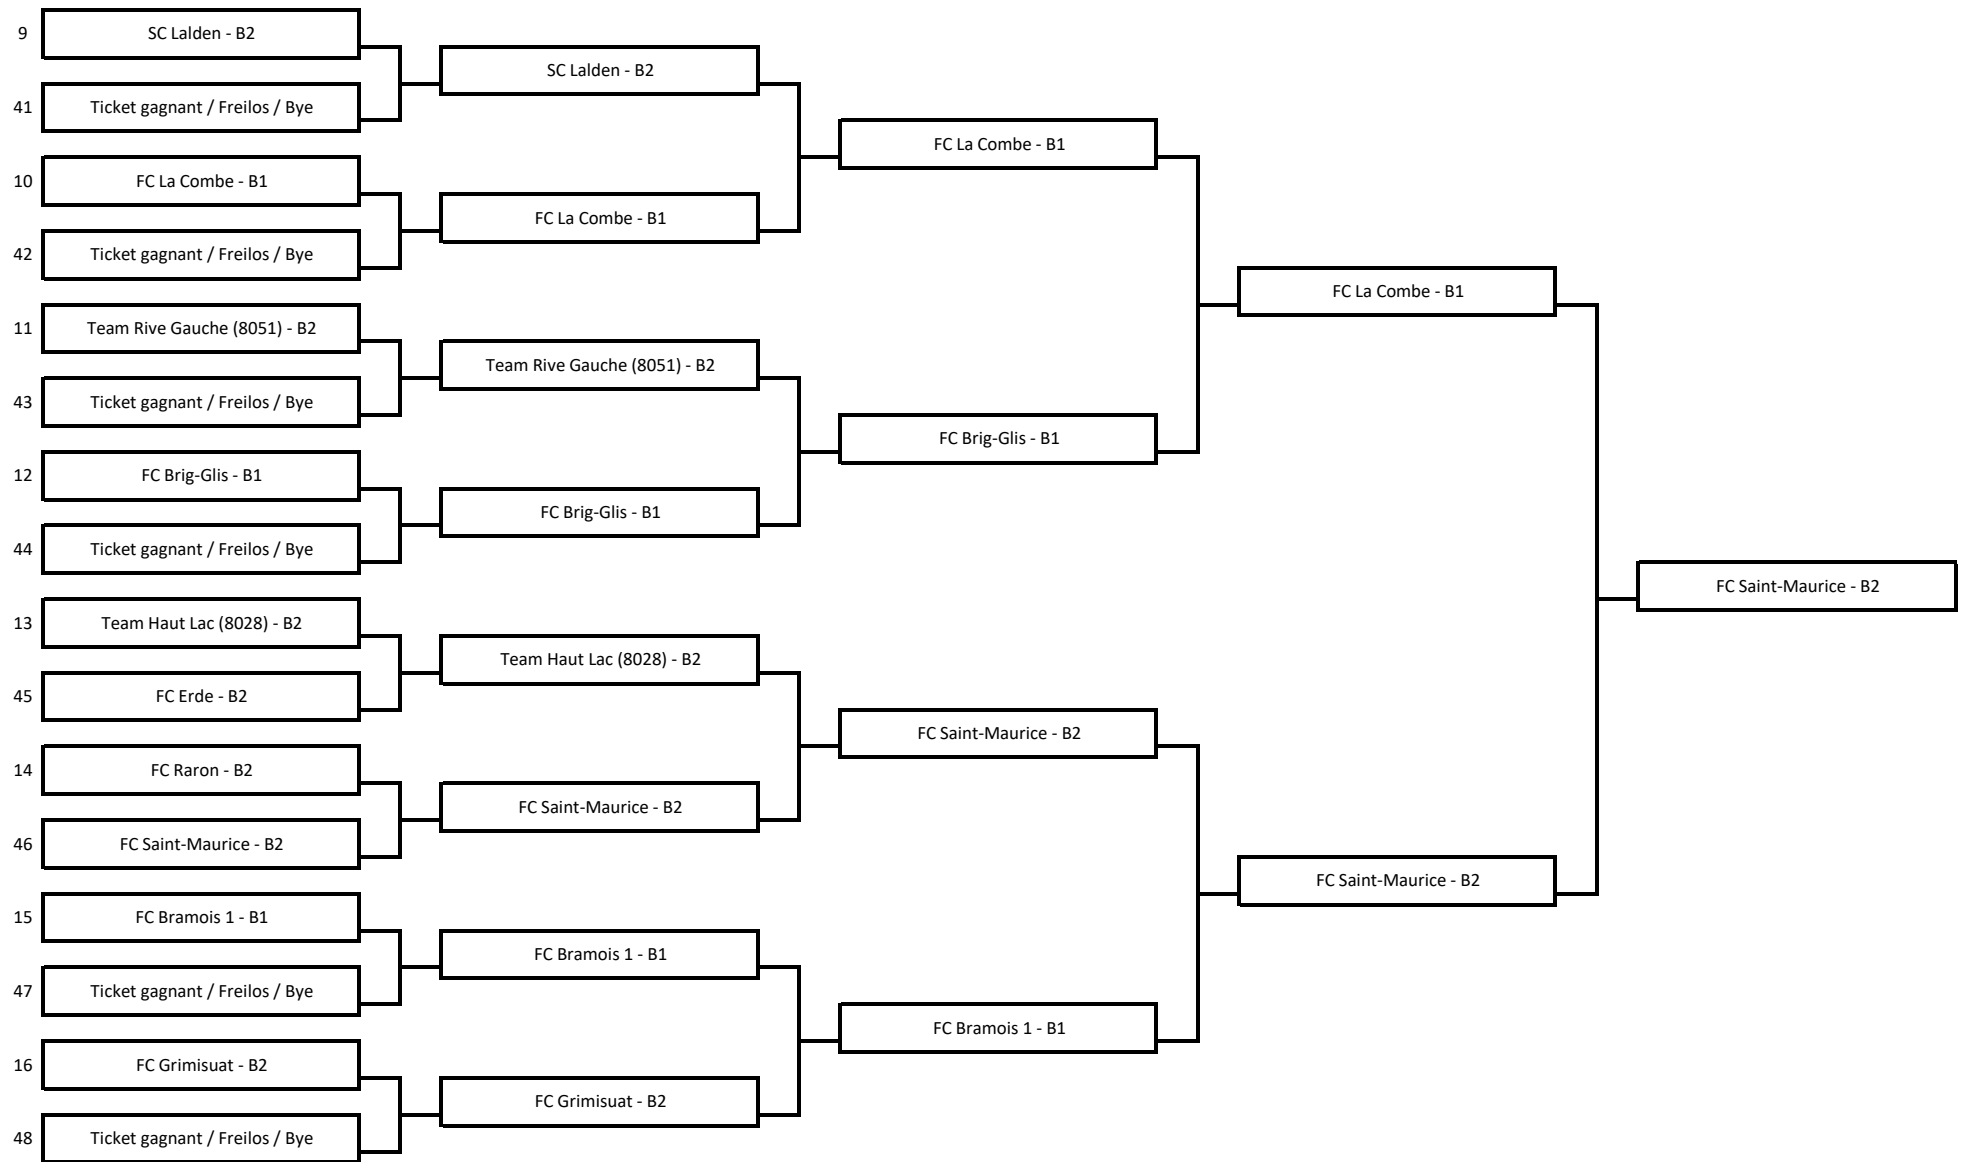 9
SC Lalden - B2
SC Lalden - B2
41
Ticket gagnant / Freilos / Bye
FC La Combe - B1
10
FC La Combe - B1
FC La Combe - B1
42
Ticket gagnant / Freilos / Bye
FC La Combe - B1
11
Team Rive Gauche (8051) - B2
Team Rive Gauche (8051) - B2
43
Ticket gagnant / Freilos / Bye
FC Brig-Glis - B1
12
FC Brig-Glis - B1
FC Brig-Glis - B1
44
Ticket gagnant / Freilos / Bye
FC Saint-Maurice - B2
13
Team Haut Lac (8028) - B2
Team Haut Lac (8028) - B2
45
FC Erde - B2
FC Saint-Maurice - B2
14
FC Raron - B2
FC Saint-Maurice - B2
46
FC Saint-Maurice - B2
FC Saint-Maurice - B2
15
FC Bramois 1 - B1
FC Bramois 1 - B1
47
Ticket gagnant / Freilos / Bye
FC Bramois 1 - B1
16
FC Grimisuat - B2
FC Grimisuat - B2
48
Ticket gagnant / Freilos / Bye